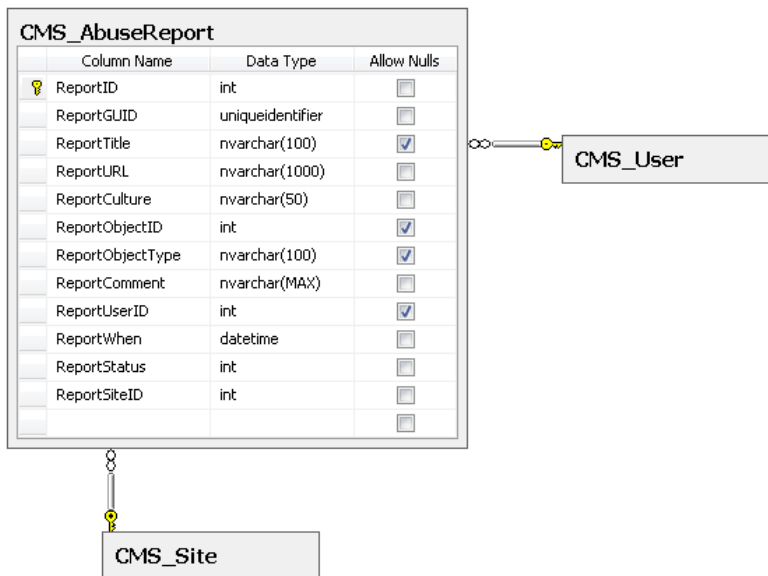 CMS_AbuseReport
Column Name Data Type Allow Nulls
ReportID int
ReportGUID uniqueidentifier
ReportTitle nvarchar(100)
ReportURL nvarchar(1000)
ReportCulture nvarchar(50)
ReportObjectID int
ReportObjectType nvarchar(100)
ReportComment nvarchar(MAX)
ReportUserID int
ReportWhen datetime
ReportStatus int
ReportSiteID int
CMS_User
CMS_Site